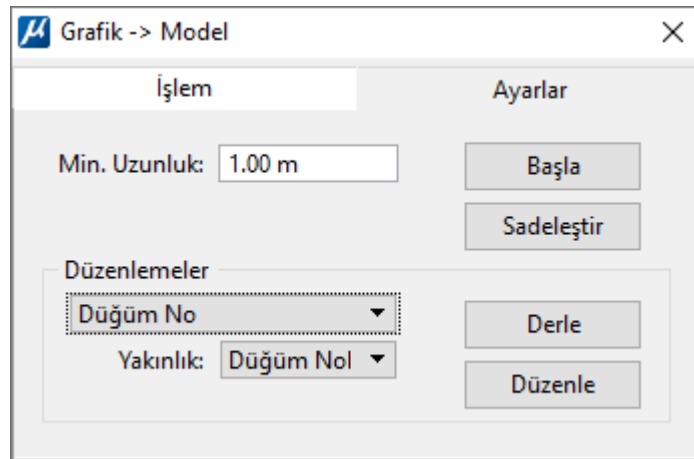 Grafik -> Model
İşlem
Ayarlar
Min. Uzunluk: 1.00 m
Başla
Sadeleştir
Düzenlemeler
Düğüm No
Derle
Yakınlık: Düğüm Nol
Düzenle